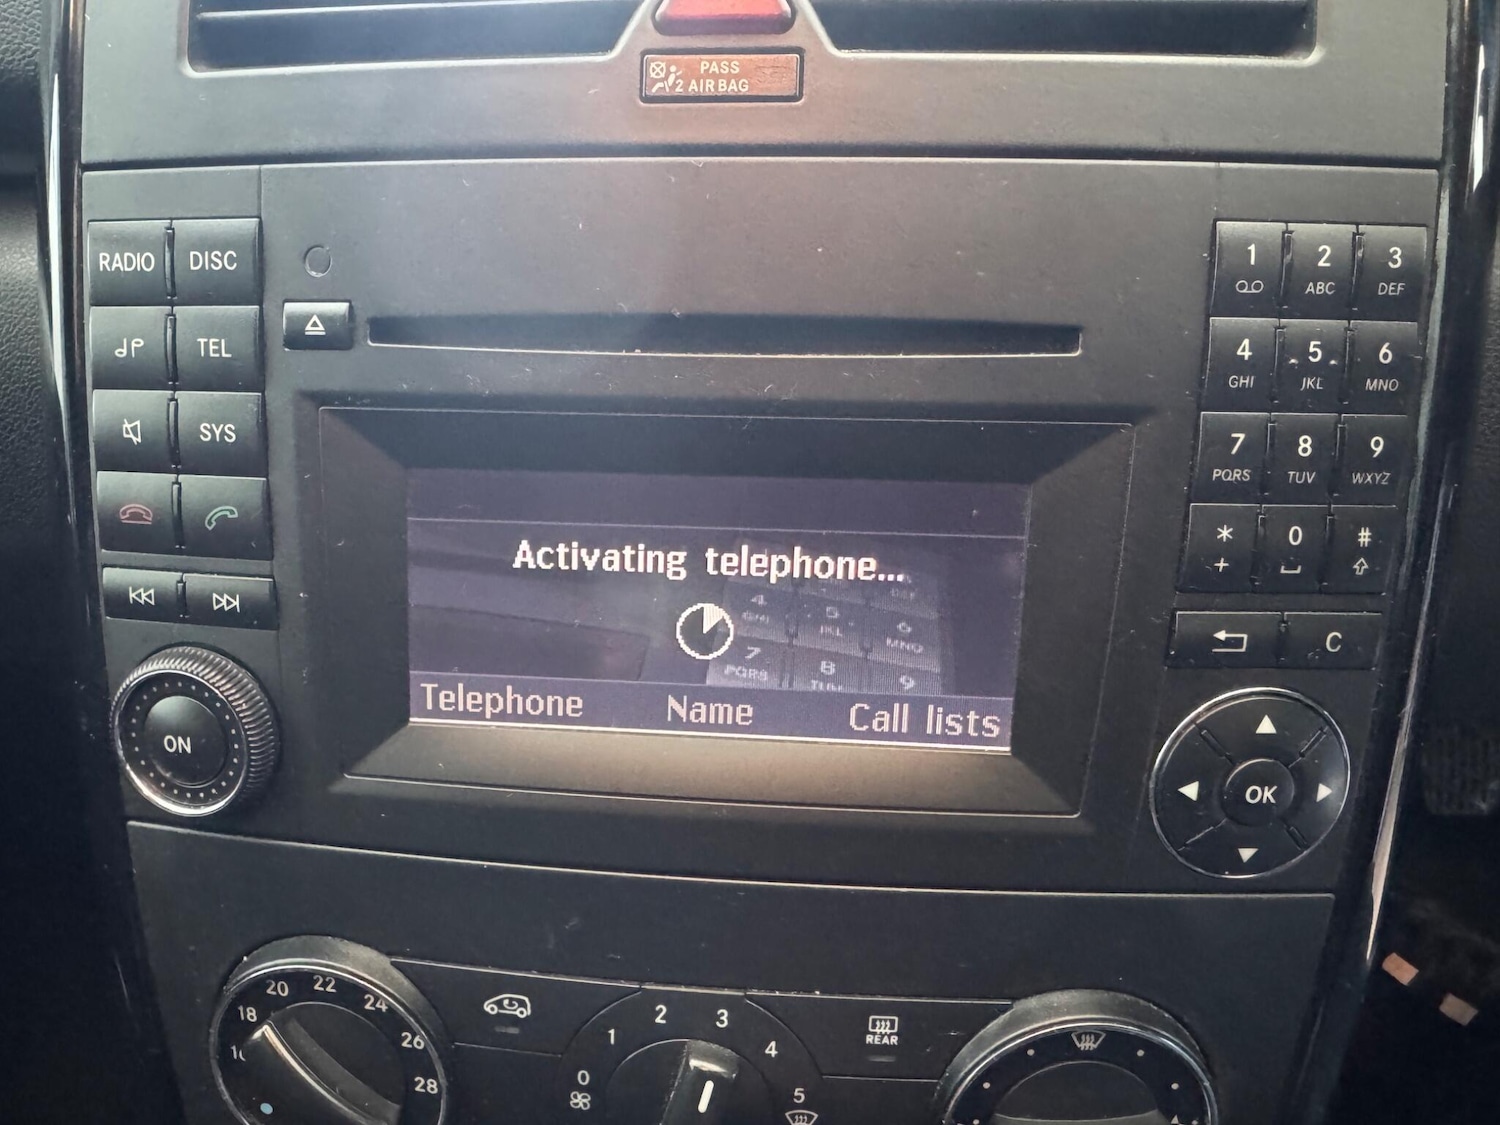 PASS
2 AIRBAG
RADIO DISC
TEL
SYS
ON
1 2 3
ABC DEF
4 5 6
GHI JKL MNO
7 8 9
PQRS TUV WXYZ
* 0 #
+
C
OK
Activating telephone...
Telephone Name Call lists
18 20 22 24 26 28
0 1 2 3 4 5
REAR